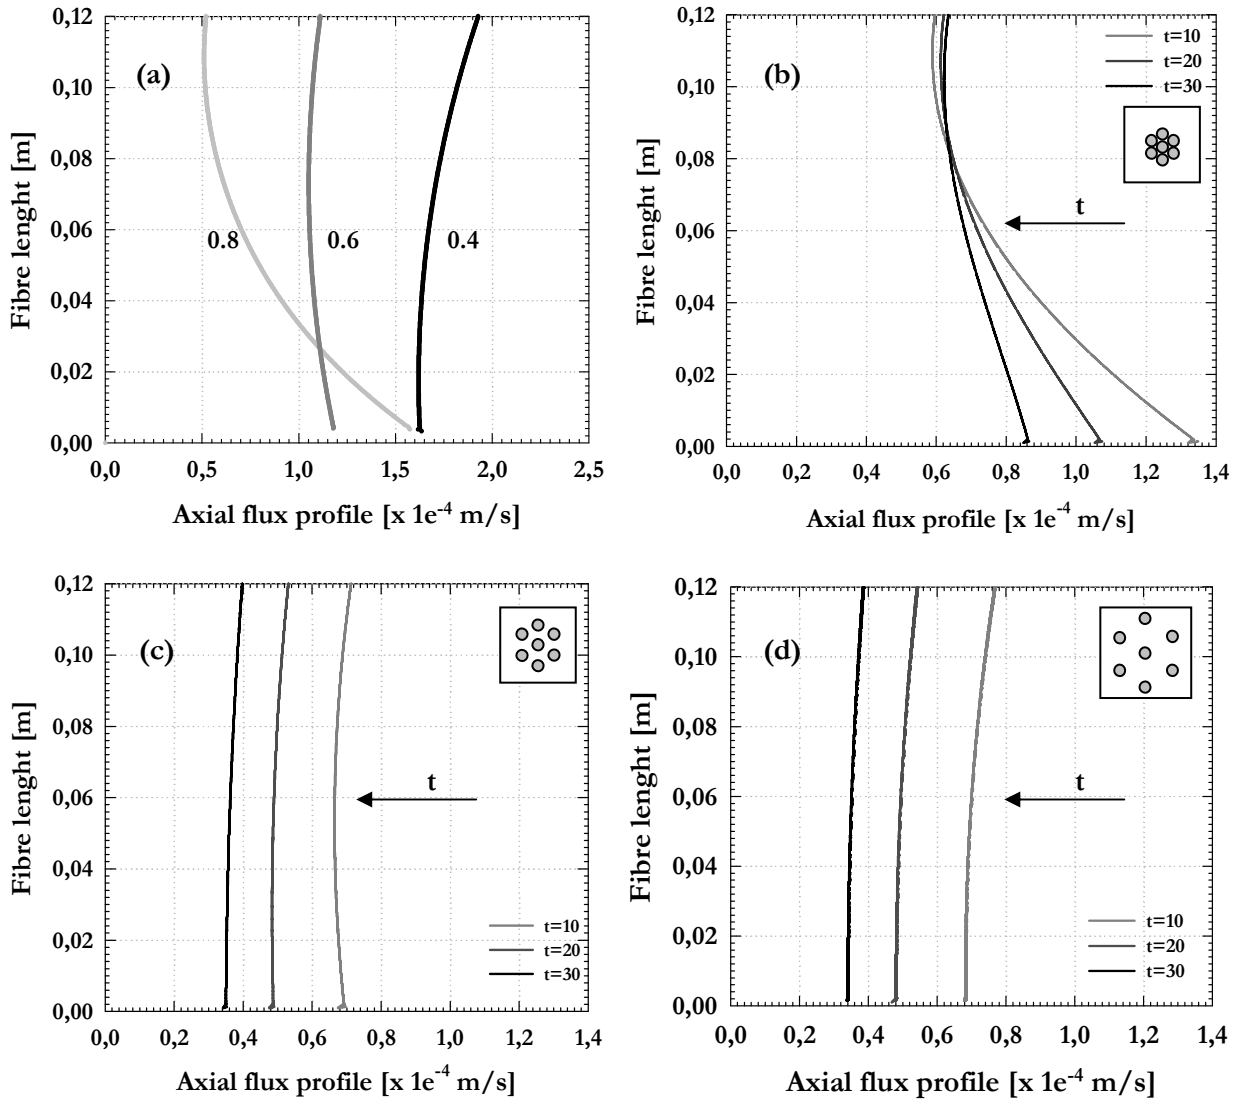 (a)
0,12
0,10
0,08
0,06
0,04
0,02
0,00
Fibre lenght [m]
0.8
0.6
0.4
0,0
0,5
1,0
1,5
2,0
2,5
Axial flux profile [x 1e-4 m/s]
(b)
t=10
t=20
t=30
t
0,12
0,10
0,08
0,06
0,04
0,02
0,00
Fibre lenght [m]
0,0
0,2
0,4
0,6
0,8
1,0
1,2
1,4
Axial flux profile [x 1e-4 m/s]
(c)
0,12
0,10
0,08
0,06
0,04
0,02
0,00
Fibre lenght [m]
t
t=10
t=20
t=30
0,0
0,2
0,4
0,6
0,8
1,0
1,2
1,4
Axial flux profile [x 1e-4 m/s]
(d)
0,12
0,10
0,08
0,06
0,04
0,02
0,00
Fibre lenght [m]
t
t=10
t=20
t=30
0,0
0,2
0,4
0,6
0,8
1,0
1,2
1,4
Axial flux profile [x 1e-4 m/s]